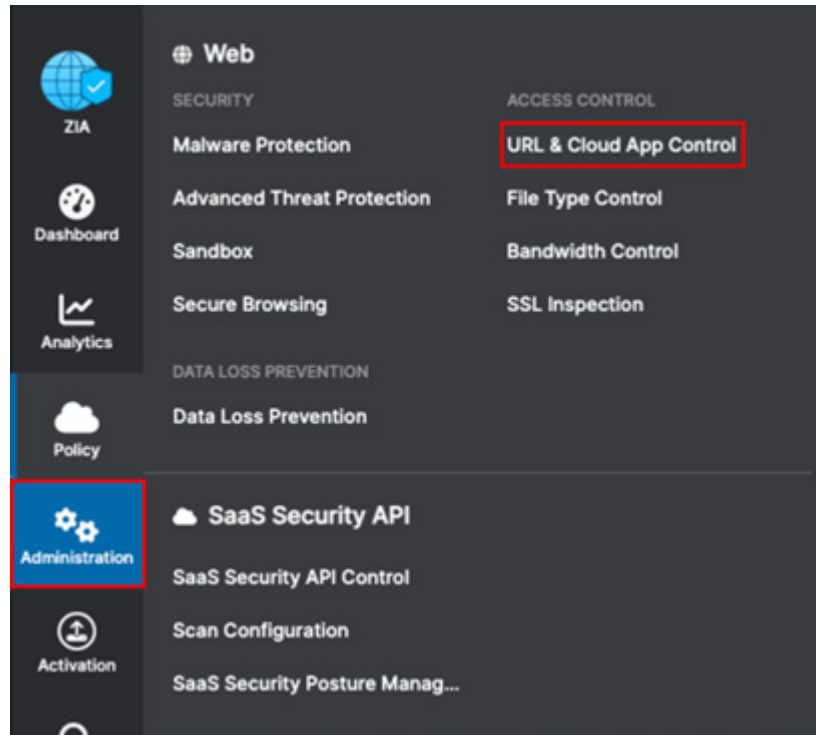 ZIA
Dashboard
Analytics
Policy
Administration
Activation
Web
SECURITY
Malware Protection
Advanced Threat Protection
Sandbox
Secure Browsing
DATA LOSS PREVENTION
Data Loss Prevention
ACCESS CONTROL
URL & Cloud App Control
File Type Control
Bandwidth Control
SSL Inspection
SaaS Security API
SaaS Security API Control
Scan Configuration
SaaS Security Posture Manag...